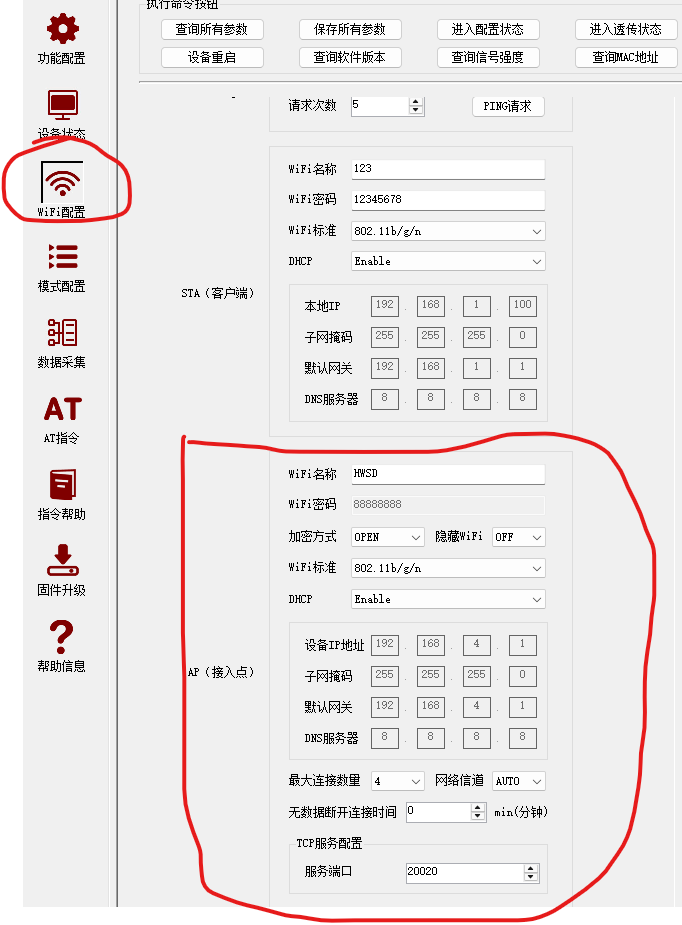 执行命令按钮
查询所有参数 保存所有参数 进入配置状态 进入透传状态
设备重启 查询软件版本 查询信号强度 查询MAC地址
功能配置
设备状态
WiFi配置
模式配置
数据采集
AT
AT指令
指令帮助
固件升级
?
帮助信息
请求次数 5 PING请求
STA（客户端）
WiFi名称 123
WiFi密码 12345678
WiFi标准 802.11b/g/n
DHCP Enable
本地IP 192 . 168 . 1 . 100
子网掩码 255 . 255 . 255 . 0
默认网关 192 . 168 . 1 . 1
DNS服务器 8 . 8 . 8 . 8
AP（接入点）
WiFi名称 HWSD
WiFi密码 88888888
加密方式 OPEN 隐藏WiFi OFF
WiFi标准 802.11b/g/n
DHCP Enable
设备IP地址 192 . 168 . 4 . 1
子网掩码 255 . 255 . 255 . 0
默认网关 192 . 168 . 4 . 1
DNS服务器 8 . 8 . 8 . 8
最大连接数量 4 网络信道 AUTO
无数据断开连接时间 0 min(分钟)
TCP服务配置
服务端口 20020